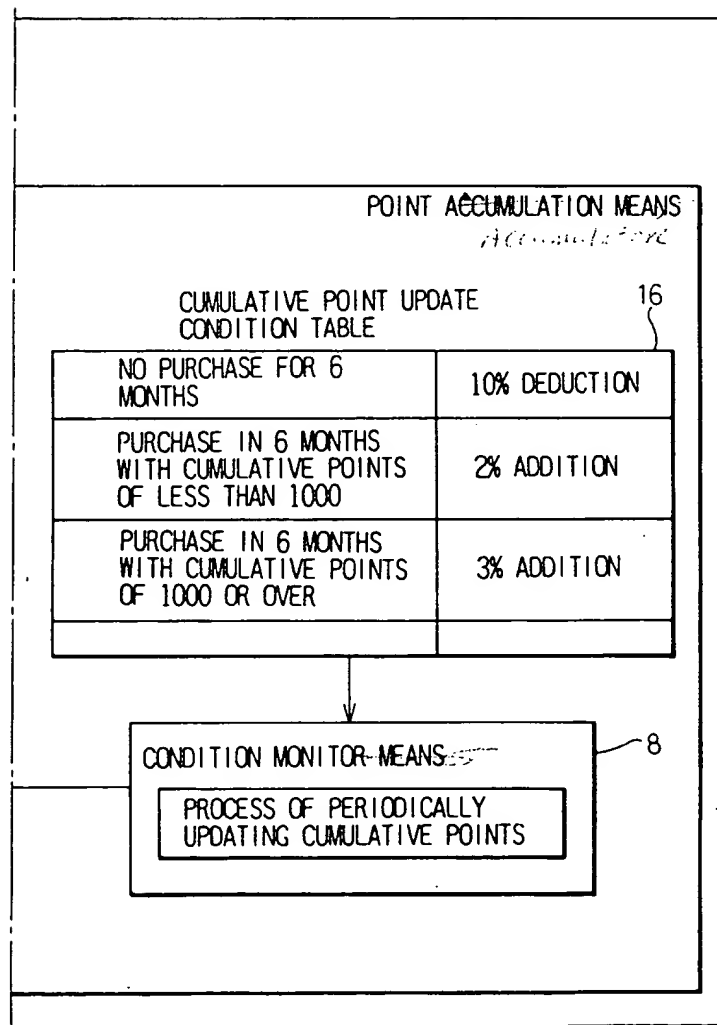 POINT ACCUMULATION MEANS
Accumulator
CUMULATIVE POINT UPDATE
CONDITION TABLE
16
NO PURCHASE FOR 6
MONTHS
10% DEDUCTION
PURCHASE IN 6 MONTHS
WITH CUMULATIVE POINTS
OF LESS THAN 1000
2% ADDITION
PURCHASE IN 6 MONTHS
WITH CUMULATIVE POINTS
OF 1000 OR OVER
3% ADDITION
CONDITION MONITOR MEANS
8
PROCESS OF PERIODICALLY
UPDATING CUMULATIVE POINTS